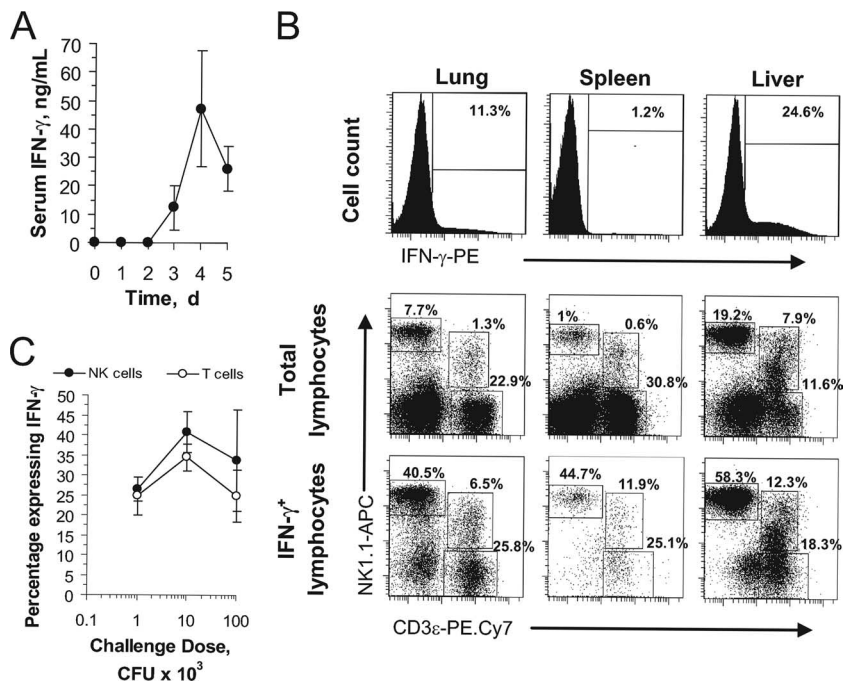 A
Serum IFN-γ, ng/mL
70
60
50
40
30
20
10
0
0 1 2 3 4 5
Time, d
B
Lung Spleen Liver
Cell count
11.3% 1.2% 24.6%
IFN-γ-PE
Total
lymphocytes
7.7% 1.3% 22.9%
1% 0.6% 30.8%
19.2% 7.9% 11.6%
IFN-γ+
lymphocytes
40.5% 6.5% 25.8%
44.7% 11.9% 25.1%
58.3% 12.3% 18.3%
NK1.1-APC
CD3ε-PE.Cy7
C
NK cells T cells
Percentage expressing IFN-γ
50
45
40
35
30
25
20
15
10
5
0
0.1 1 10 100
Challenge Dose,
CFU x 10³